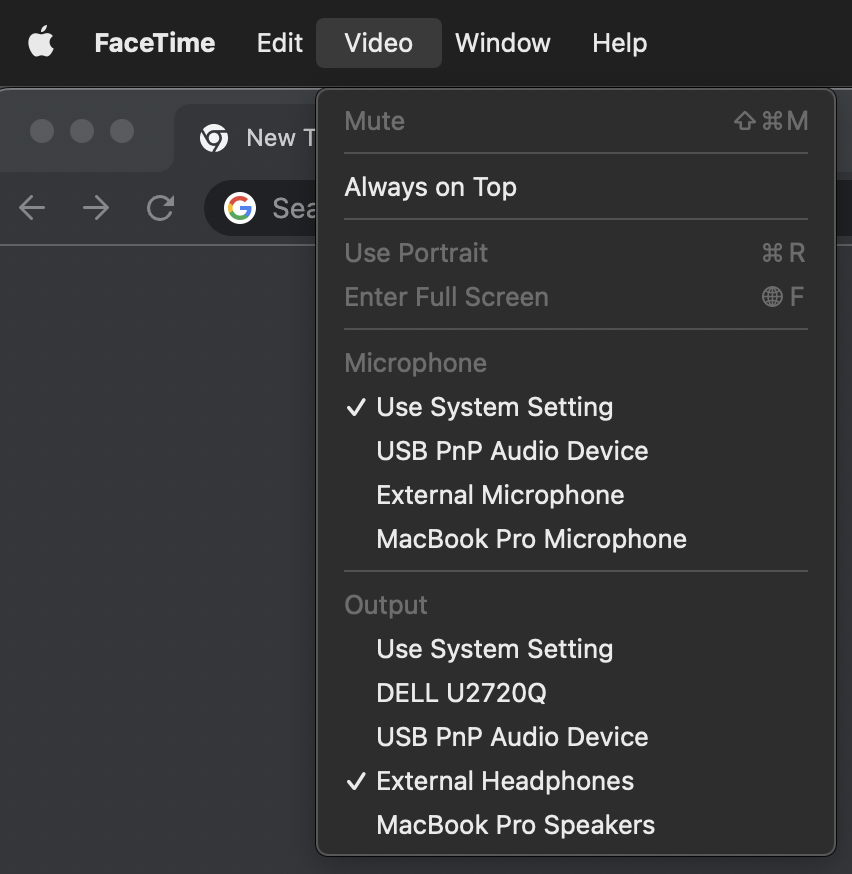 FaceTime Edit Video Window Help
New T
Sea
Mute ⇧⌘M
Always on Top
Use Portrait ⌘R
Enter Full Screen 🌐F
Microphone
✓ Use System Setting
USB PnP Audio Device
External Microphone
MacBook Pro Microphone
Output
Use System Setting
DELL U2720Q
USB PnP Audio Device
✓ External Headphones
MacBook Pro Speakers